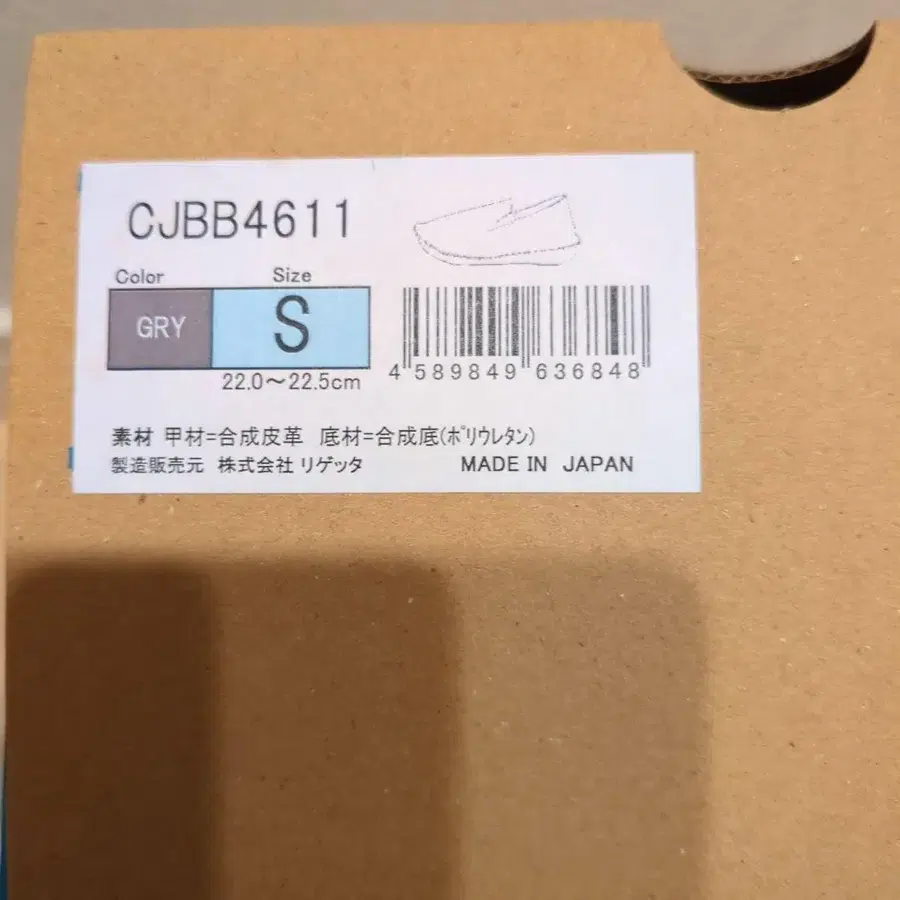 CJBB4611
Color Size
GRY S
22.0～22.5cm
4 589849 636848
素材 甲材=合成皮革 底材=合成底(ﾎﾟﾘｳﾚﾀﾝ)
製造販売元 株式会社 リゲッタ MADE IN JAPAN